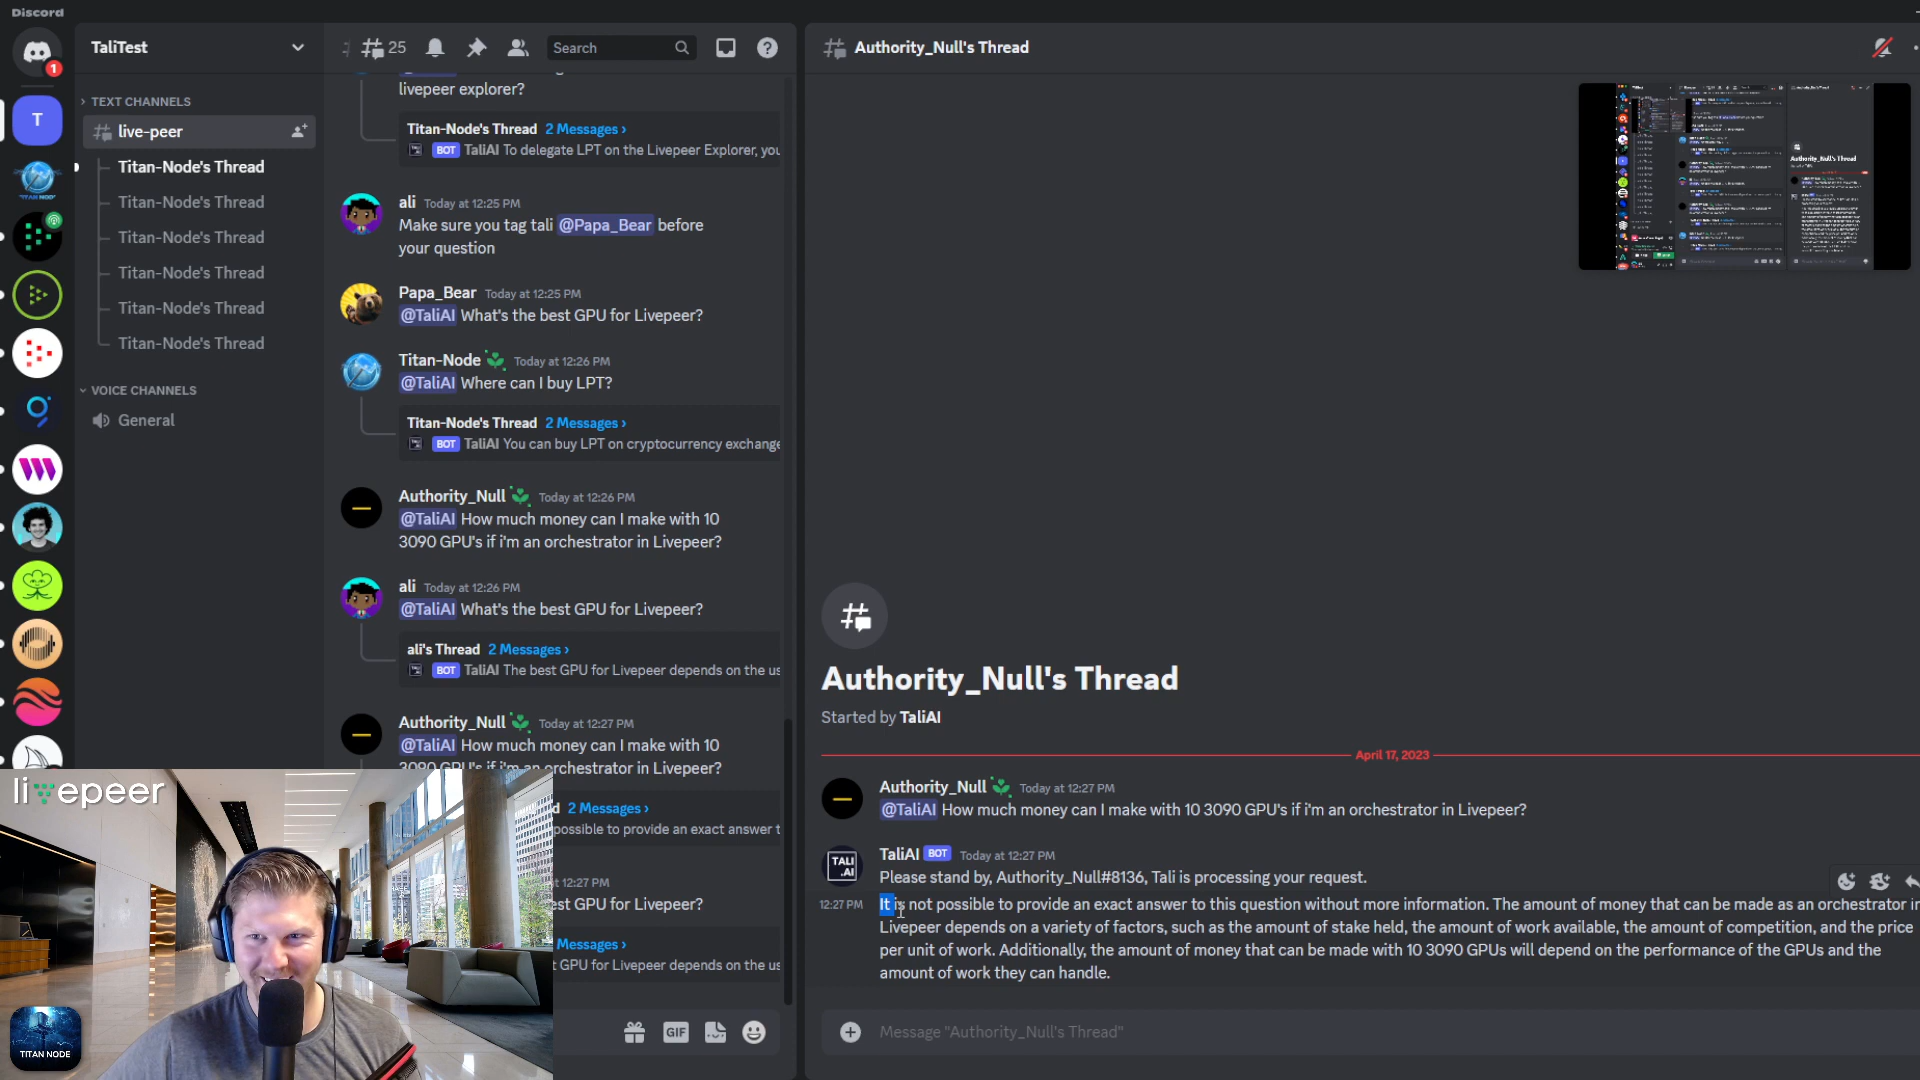 Discord
TaliTest
TEXT CHANNELS
live-peer
Titan-Node's Thread
Titan-Node's Thread
Titan-Node's Thread
Titan-Node's Thread
Titan-Node's Thread
Titan-Node's Thread
VOICE CHANNELS
General
1
T
25
Search
livepeer explorer?
Titan-Node's Thread 2 Messages ›
BOT TaliAI To delegate LPT on the Livepeer Explorer, you
ali Today at 12:25 PM
Make sure you tag tali @Papa_Bear before
your question
Papa_Bear Today at 12:25 PM
@TaliAI What's the best GPU for Livepeer?
Titan-Node Today at 12:26 PM
@TaliAI Where can I buy LPT?
Titan-Node's Thread 2 Messages ›
BOT TaliAI You can buy LPT on cryptocurrency exchange
Authority_Null Today at 12:26 PM
@TaliAI How much money can I make with 10
3090 GPU's if i'm an orchestrator in Livepeer?
ali Today at 12:26 PM
@TaliAI What's the best GPU for Livepeer?
ali's Thread 2 Messages ›
BOT TaliAI The best GPU for Livepeer depends on the us
Authority_Null Today at 12:27 PM
@TaliAI How much money can I make with 10
3090 GPU's if i'm an orchestrator in Livepeer?
d 2 Messages ›
possible to provide an exact answer t
t 12:27 PM
est GPU for Livepeer?
Messages ›
t GPU for Livepeer depends on the us
GIF
livepeer
TITAN NODE
Authority_Null's Thread
Authority_Null's Thread
Started by TaliAI
April 17, 2023
Authority_Null Today at 12:27 PM
@TaliAI How much money can I make with 10 3090 GPU's if i'm an orchestrator in Livepeer?
TALI
.AI
TaliAI BOT Today at 12:27 PM
Please stand by, Authority_Null#8136, Tali is processing your request.
12:27 PM It is not possible to provide an exact answer to this question without more information. The amount of money that can be made as an orchestrator in
Livepeer depends on a variety of factors, such as the amount of stake held, the amount of work available, the amount of competition, and the price
per unit of work. Additionally, the amount of money that can be made with 10 3090 GPUs will depend on the performance of the GPUs and the
amount of work they can handle.
Message "Authority_Null's Thread"